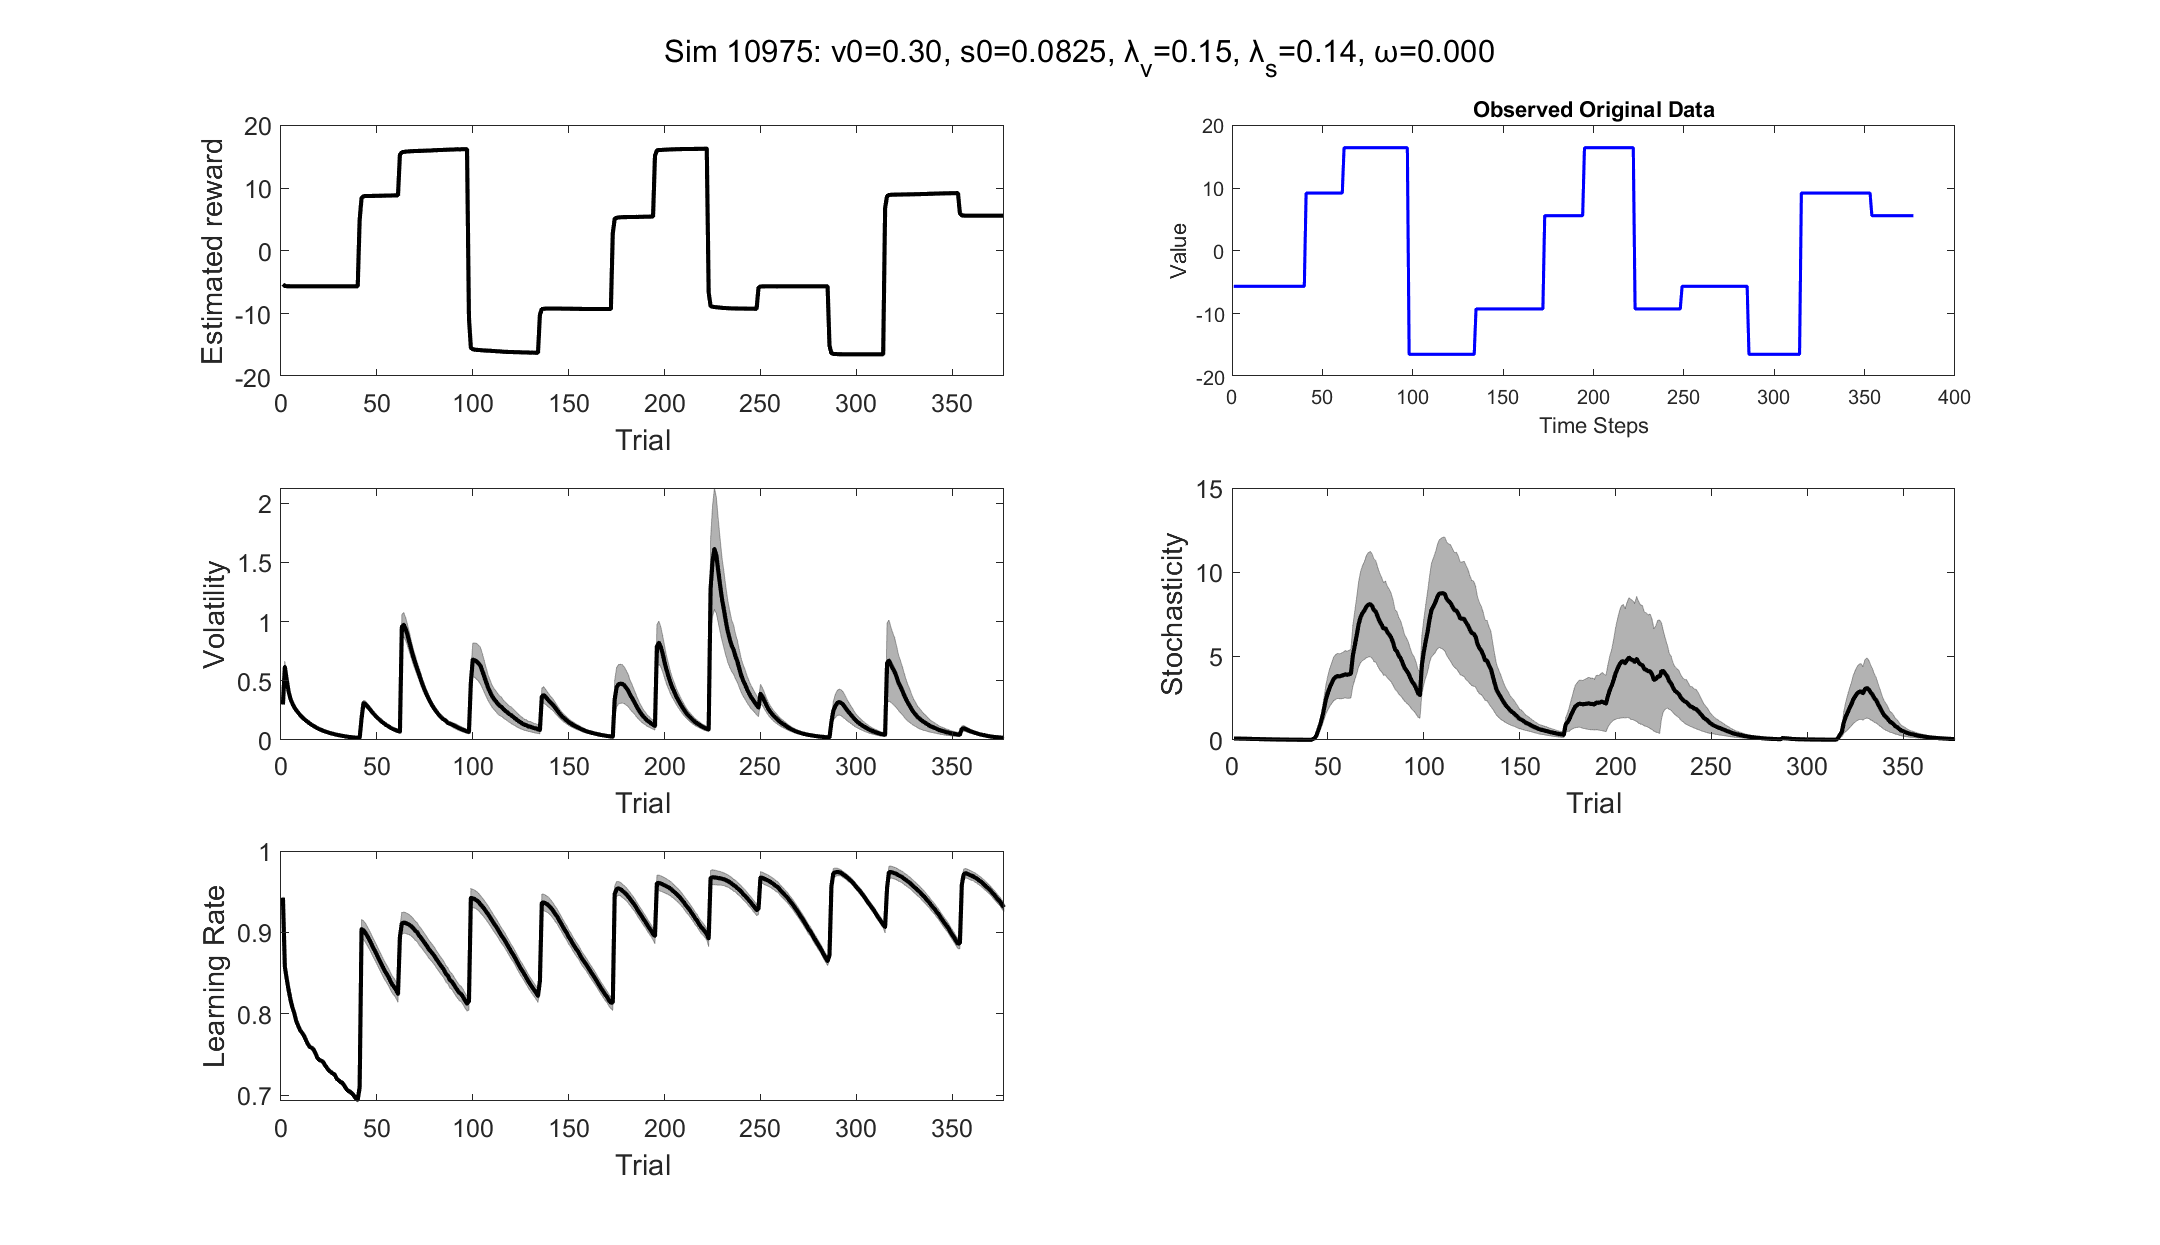 Sim 10975: v0=0.30, s0=0.0825, λv=0.15, λs=0.14, ω=0.000
Estimated reward
20
10
0
-10
-20
0 50 100 150 200 250 300 350
Trial
Observed Original Data
Value
20
10
0
-10
-20
0 50 100 150 200 250 300 350 400
Time Steps
Volatility
2
1.5
1
0.5
0
0 50 100 150 200 250 300 350
Trial
Stochasticity
15
10
5
0
0 50 100 150 200 250 300 350
Trial
Learning Rate
1
0.9
0.8
0.7
0 50 100 150 200 250 300 350
Trial